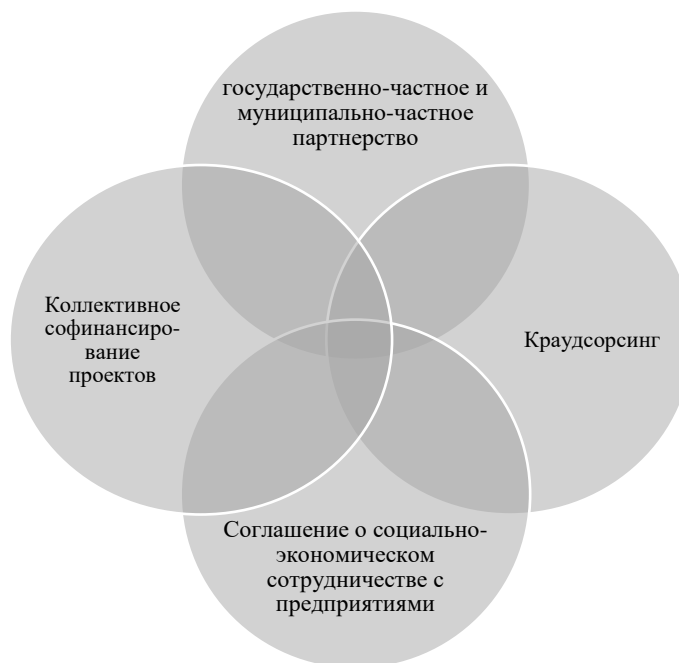 государственно-частное и
муниципально-частное
партнерство
Коллективное
софинансиро-
вание
проектов
Краудсорсинг
Соглашение о социально-
экономическом
сотрудничестве с
предприятиями